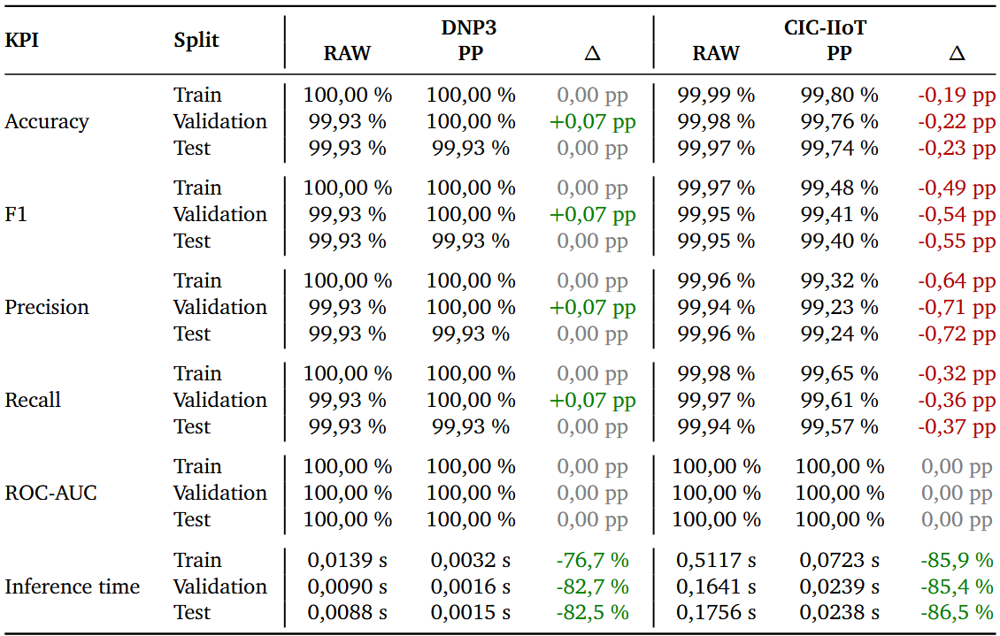 KPI Split DNP3 CIC-IIoT
RAW PP Δ RAW PP Δ
Train 100,00 % 100,00 % 0,00 pp 99,99 % 99,80 % -0,19 pp
Accuracy Validation 99,93 % 100,00 % +0,07 pp 99,98 % 99,76 % -0,22 pp
Test 99,93 % 99,93 % 0,00 pp 99,97 % 99,74 % -0,23 pp
Train 100,00 % 100,00 % 0,00 pp 99,97 % 99,48 % -0,49 pp
F1 Validation 99,93 % 100,00 % +0,07 pp 99,95 % 99,41 % -0,54 pp
Test 99,93 % 99,93 % 0,00 pp 99,95 % 99,40 % -0,55 pp
Train 100,00 % 100,00 % 0,00 pp 99,96 % 99,32 % -0,64 pp
Precision Validation 99,93 % 100,00 % +0,07 pp 99,94 % 99,23 % -0,71 pp
Test 99,93 % 99,93 % 0,00 pp 99,96 % 99,24 % -0,72 pp
Train 100,00 % 100,00 % 0,00 pp 99,98 % 99,65 % -0,32 pp
Recall Validation 99,93 % 100,00 % +0,07 pp 99,97 % 99,61 % -0,36 pp
Test 99,93 % 99,93 % 0,00 pp 99,94 % 99,57 % -0,37 pp
Train 100,00 % 100,00 % 0,00 pp 100,00 % 100,00 % 0,00 pp
ROC-AUC Validation 100,00 % 100,00 % 0,00 pp 100,00 % 100,00 % 0,00 pp
Test 100,00 % 100,00 % 0,00 pp 100,00 % 100,00 % 0,00 pp
Train 0,0139 s 0,0032 s -76,7 % 0,5117 s 0,0723 s -85,9 %
Inference time Validation 0,0090 s 0,0016 s -82,7 % 0,1641 s 0,0239 s -85,4 %
Test 0,0088 s 0,0015 s -82,5 % 0,1756 s 0,0238 s -86,5 %